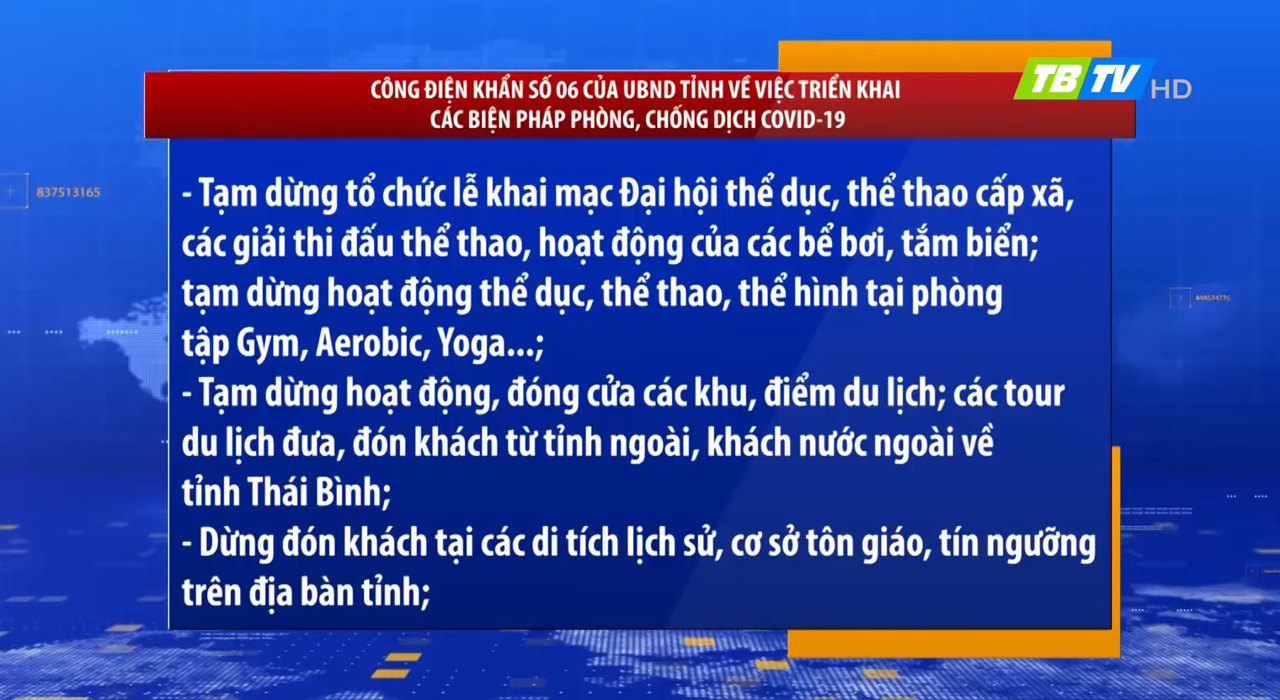 CÔNG ĐIỆN KHẨN SỐ 06 CỦA UBND TỈNH VỀ VIỆC TRIỂN KHAI
CÁC BIỆN PHÁP PHÒNG, CHỐNG DỊCH COVID-19
TBTV HD
837513165
- Tạm dừng tổ chức lễ khai mạc Đại hội thể dục, thể thao cấp xã,
các giải thi đấu thể thao, hoạt động của các bể bơi, tắm biển;
tạm dừng hoạt động thể dục, thể thao, thể hình tại phòng
tập Gym, Aerobic, Yoga...;
- Tạm dừng hoạt động, đóng cửa các khu, điểm du lịch; các tour
du lịch đưa, đón khách từ tỉnh ngoài, khách nước ngoài về
tỉnh Thái Bình;
- Dừng đón khách tại các di tích lịch sử, cơ sở tôn giáo, tín ngưỡng
trên địa bàn tỉnh;